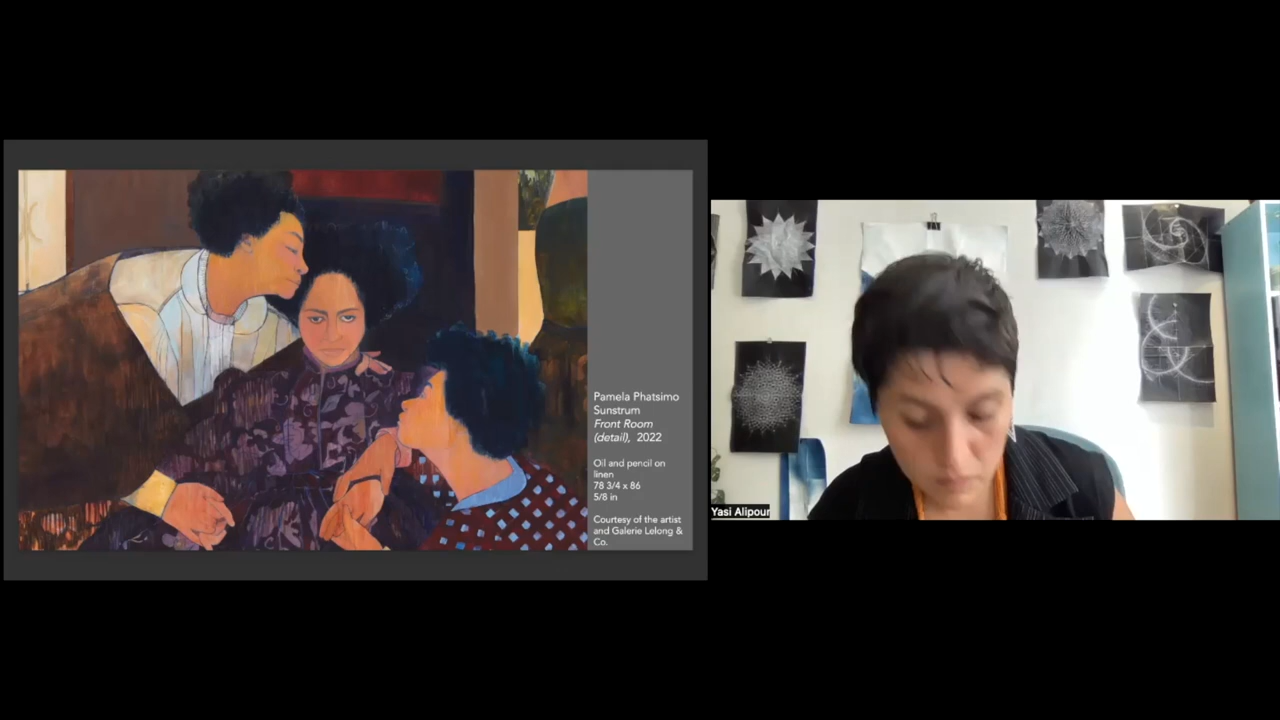 Pamela Phatsimo
Sunstrum
Front Room
(detail), 2022
Oil and pencil on
linen
78 3/4 x 86
5/8 in
Courtesy of the artist
and Galerie Lelong &
Co.
Yasi Alipour